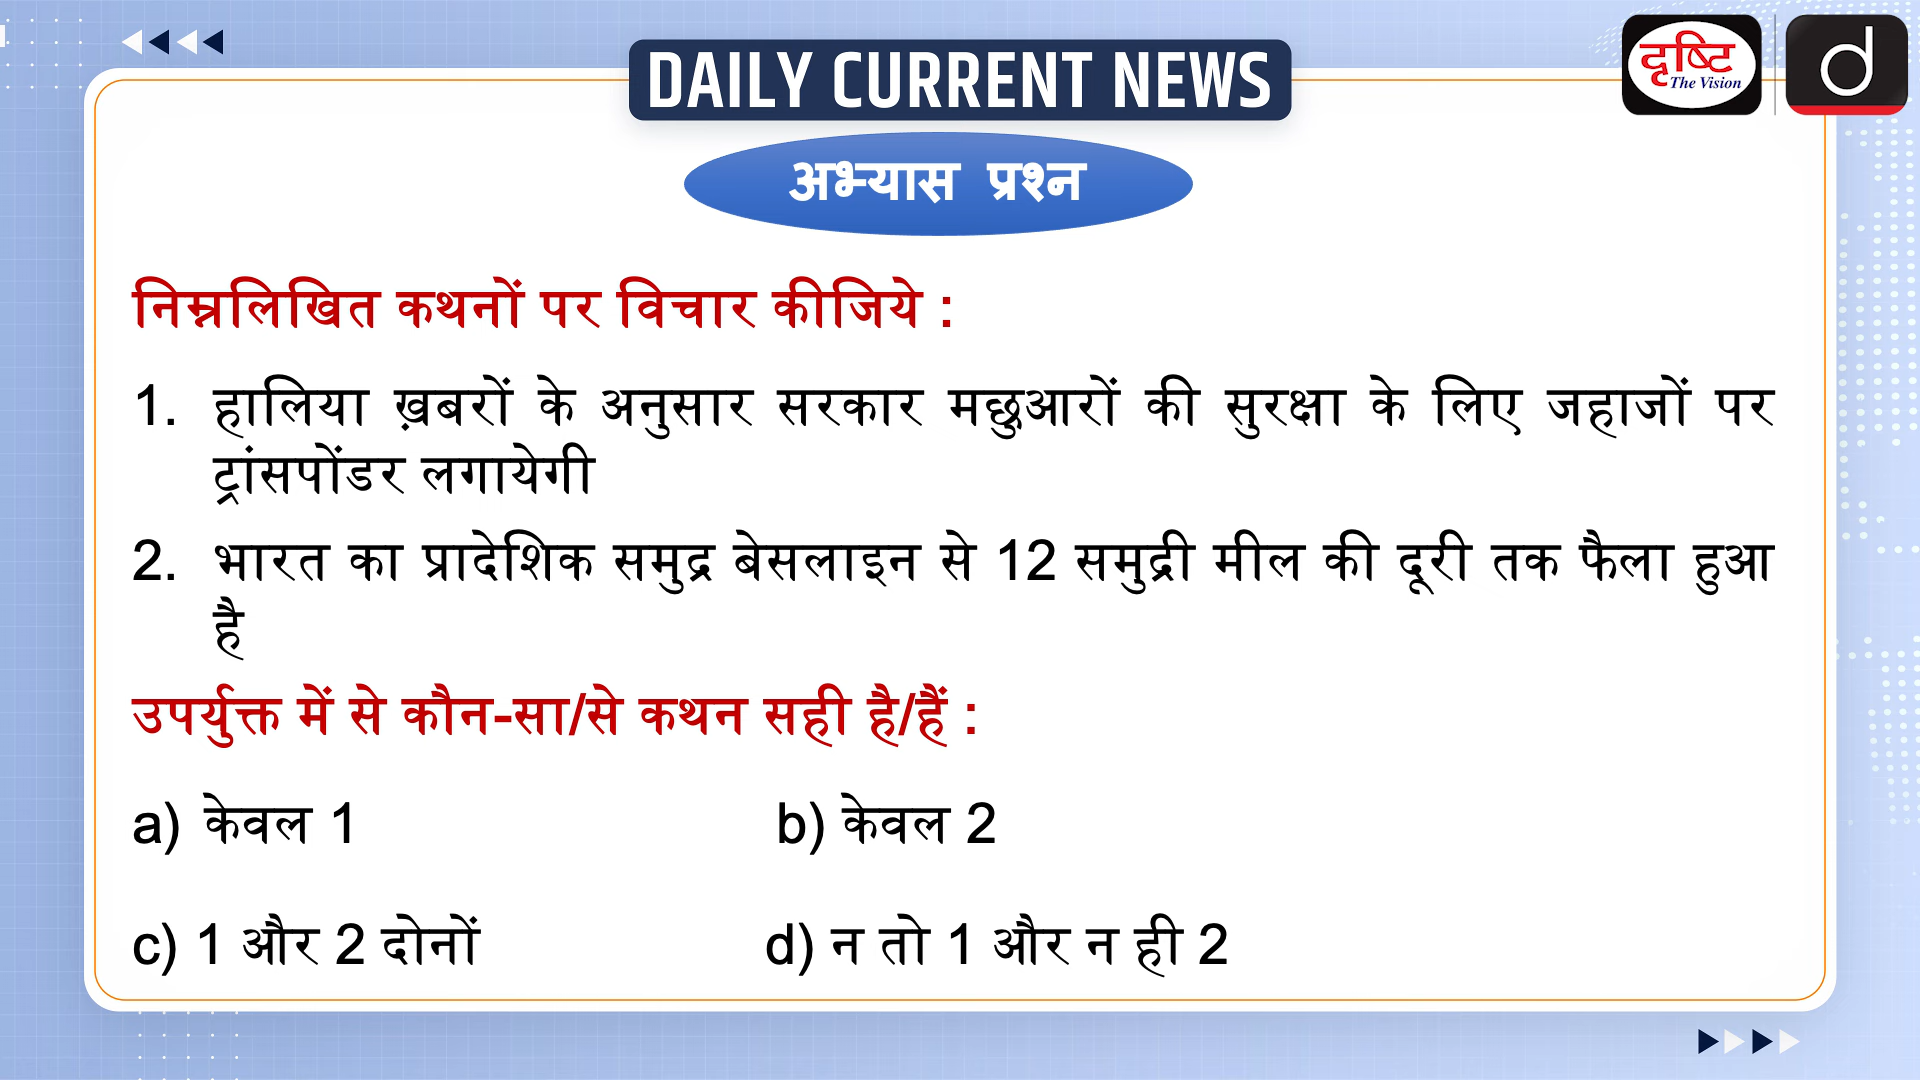 DAILY CURRENT NEWS
दृष्टि
The Vision
d
अभ्यास प्रश्न
निम्नलिखित कथनों पर विचार कीजिये :
1. हालिया ख़बरों के अनुसार सरकार मछुआरों की सुरक्षा के लिए जहाजों पर
ट्रांसपोंडर लगायेगी
2. भारत का प्रादेशिक समुद्र बेसलाइन से 12 समुद्री मील की दूरी तक फैला हुआ
है
उपर्युक्त में से कौन-सा/से कथन सही है/हैं :
a) केवल 1 b) केवल 2
c) 1 और 2 दोनों d) न तो 1 और न ही 2